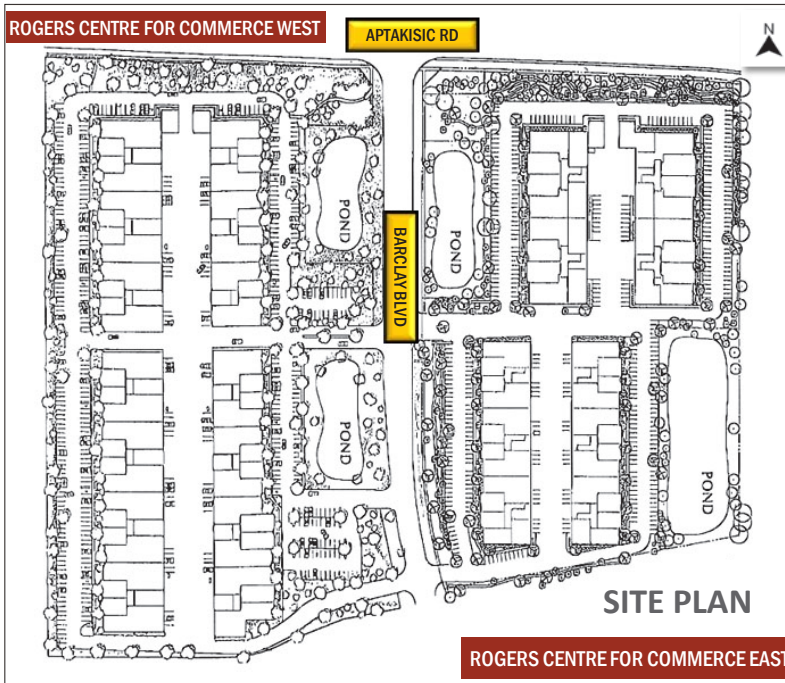 ROGERS CENTRE FOR COMMERCE WEST
APTAKISIC RD
N
POND
POND
BARCLAY BLVD
POND
POND
SITE PLAN
ROGERS CENTRE FOR COMMERCE EAST